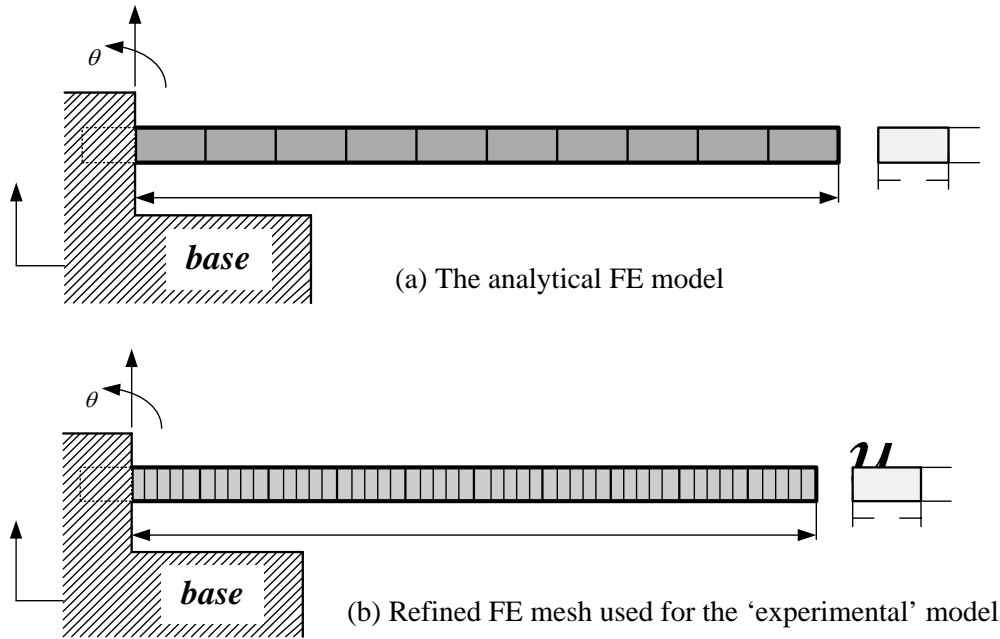 θ
base
(a) The analytical FE model
θ
u
base
(b) Refined FE mesh used for the ‘experimental’ model